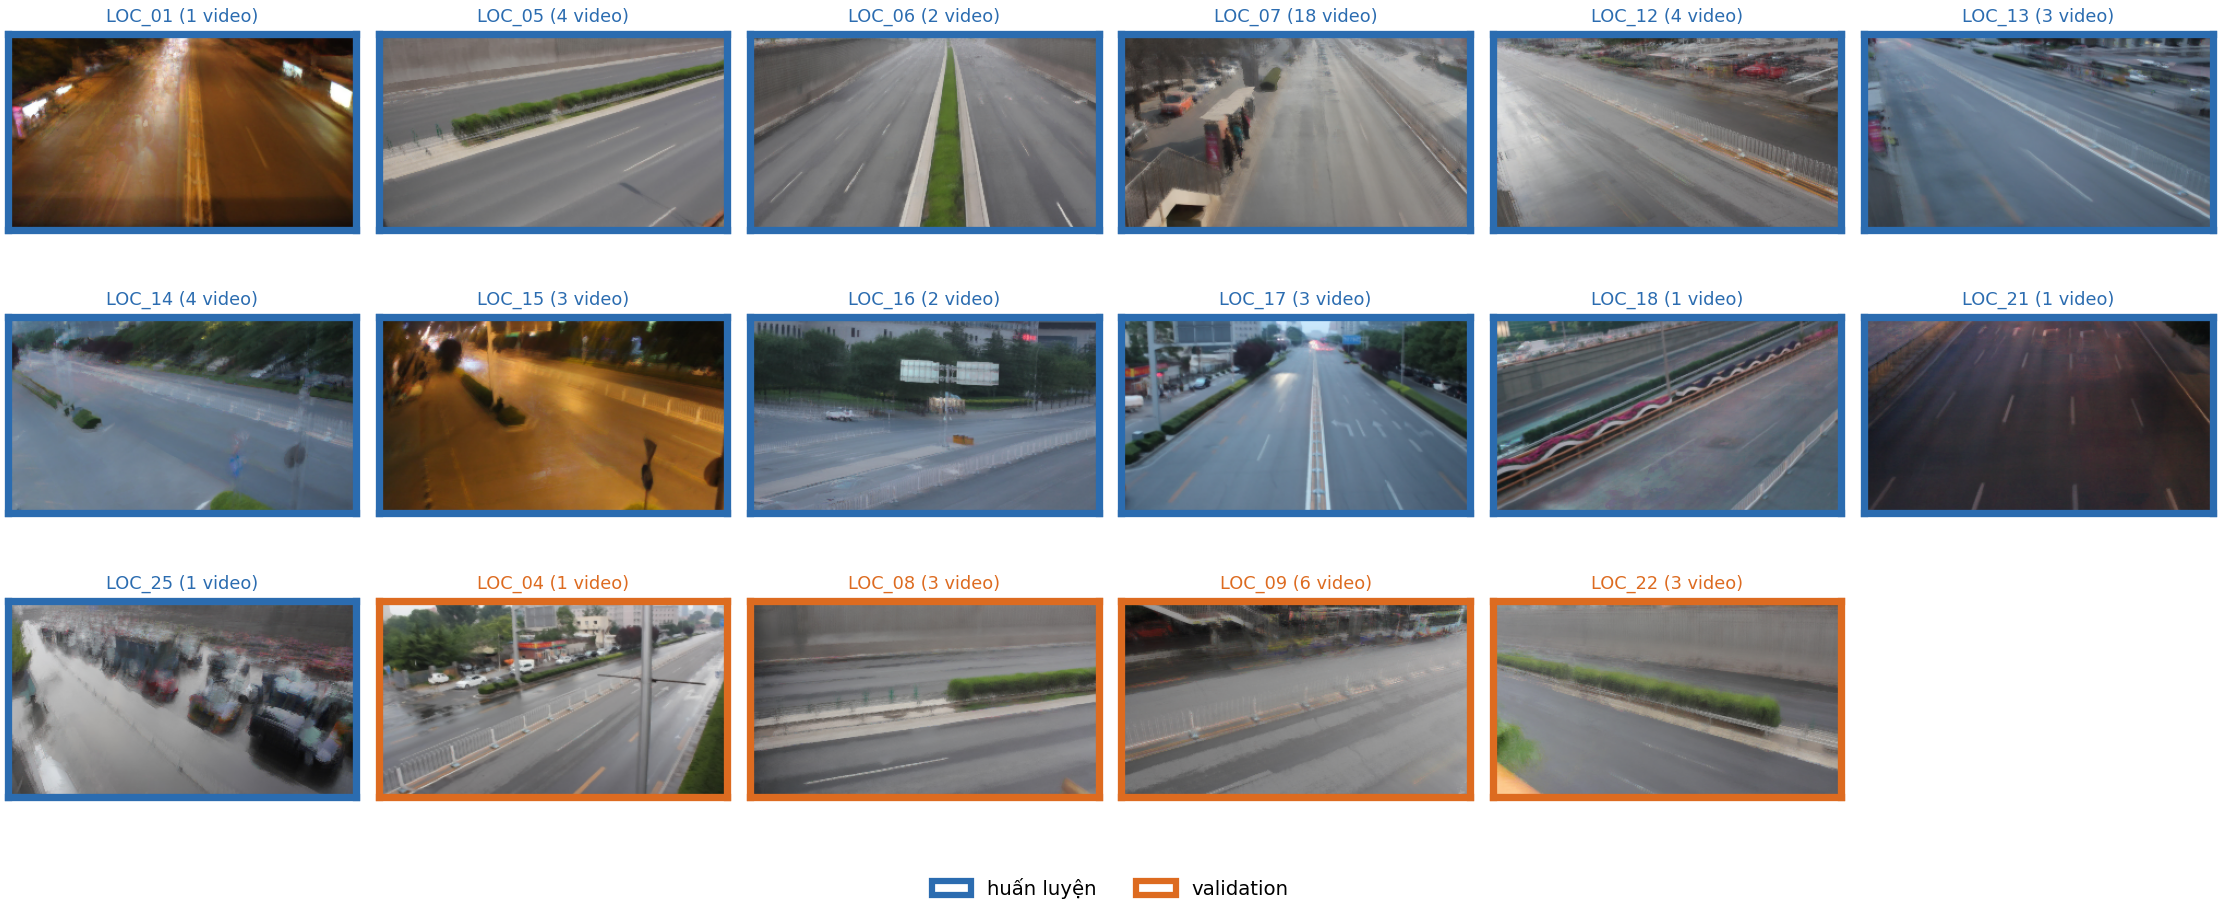 LOC_01 (1 video)
LOC_05 (4 video)
LOC_06 (2 video)
LOC_07 (18 video)
LOC_12 (4 video)
LOC_13 (3 video)
LOC_14 (4 video)
LOC_15 (3 video)
LOC_16 (2 video)
LOC_17 (3 video)
LOC_18 (1 video)
LOC_21 (1 video)
LOC_25 (1 video)
LOC_04 (1 video)
LOC_08 (3 video)
LOC_09 (6 video)
LOC_22 (3 video)
huấn luyện
validation